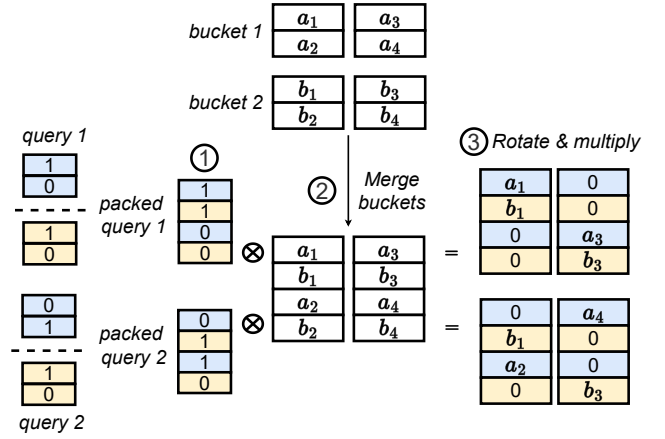 bucket 1
a₁ a₃
a₂ a₄
bucket 2
b₁ b₃
b₂ b₄
query 1
1
0
1
0
1
packed query 1
1
1
0
0
2
Merge
buckets
3 Rotate & multiply
⊗
a₁ a₃
b₁ b₃
a₂ a₄
b₂ b₄
=
a₁ 0
b₁ 0
0 a₃
0 b₃
0
1
1
0
query 2
packed
query 2
0
1
1
0
⊗
=
0 a₄
b₁ 0
a₂ 0
0 b₃